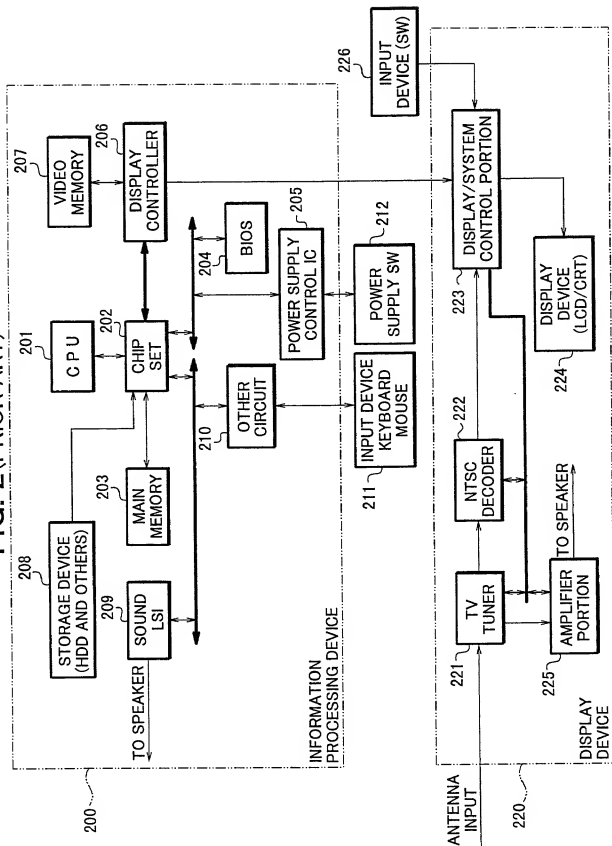 FIG. 2 (PRIOR ART)
200
INFORMATION
PROCESSING DEVICE
208
STORAGE DEVICE
(HDD AND OTHERS)
201
CPU
207
VIDEO
MEMORY
203
MAIN
MEMORY
202
CHIP
SET
206
DISPLAY
CONTROLLER
209
SOUND
LSI
TO SPEAKER
204
BIOS
210
OTHER
CIRCUIT
205
POWER SUPPLY
CONTROL IC
211
INPUT DEVICE
KEYBOARD
MOUSE
212
POWER
SUPPLY SW
226
INPUT
DEVICE (SW)
220
DISPLAY
DEVICE
ANTENNA
INPUT
221
TV
TUNER
222
NTSC
DECODER
223
DISPLAY/SYSTEM
CONTROL PORTION
225
AMPLIFIER
PORTION
TO SPEAKER
224
DISPLAY
DEVICE
(LCD/CRT)